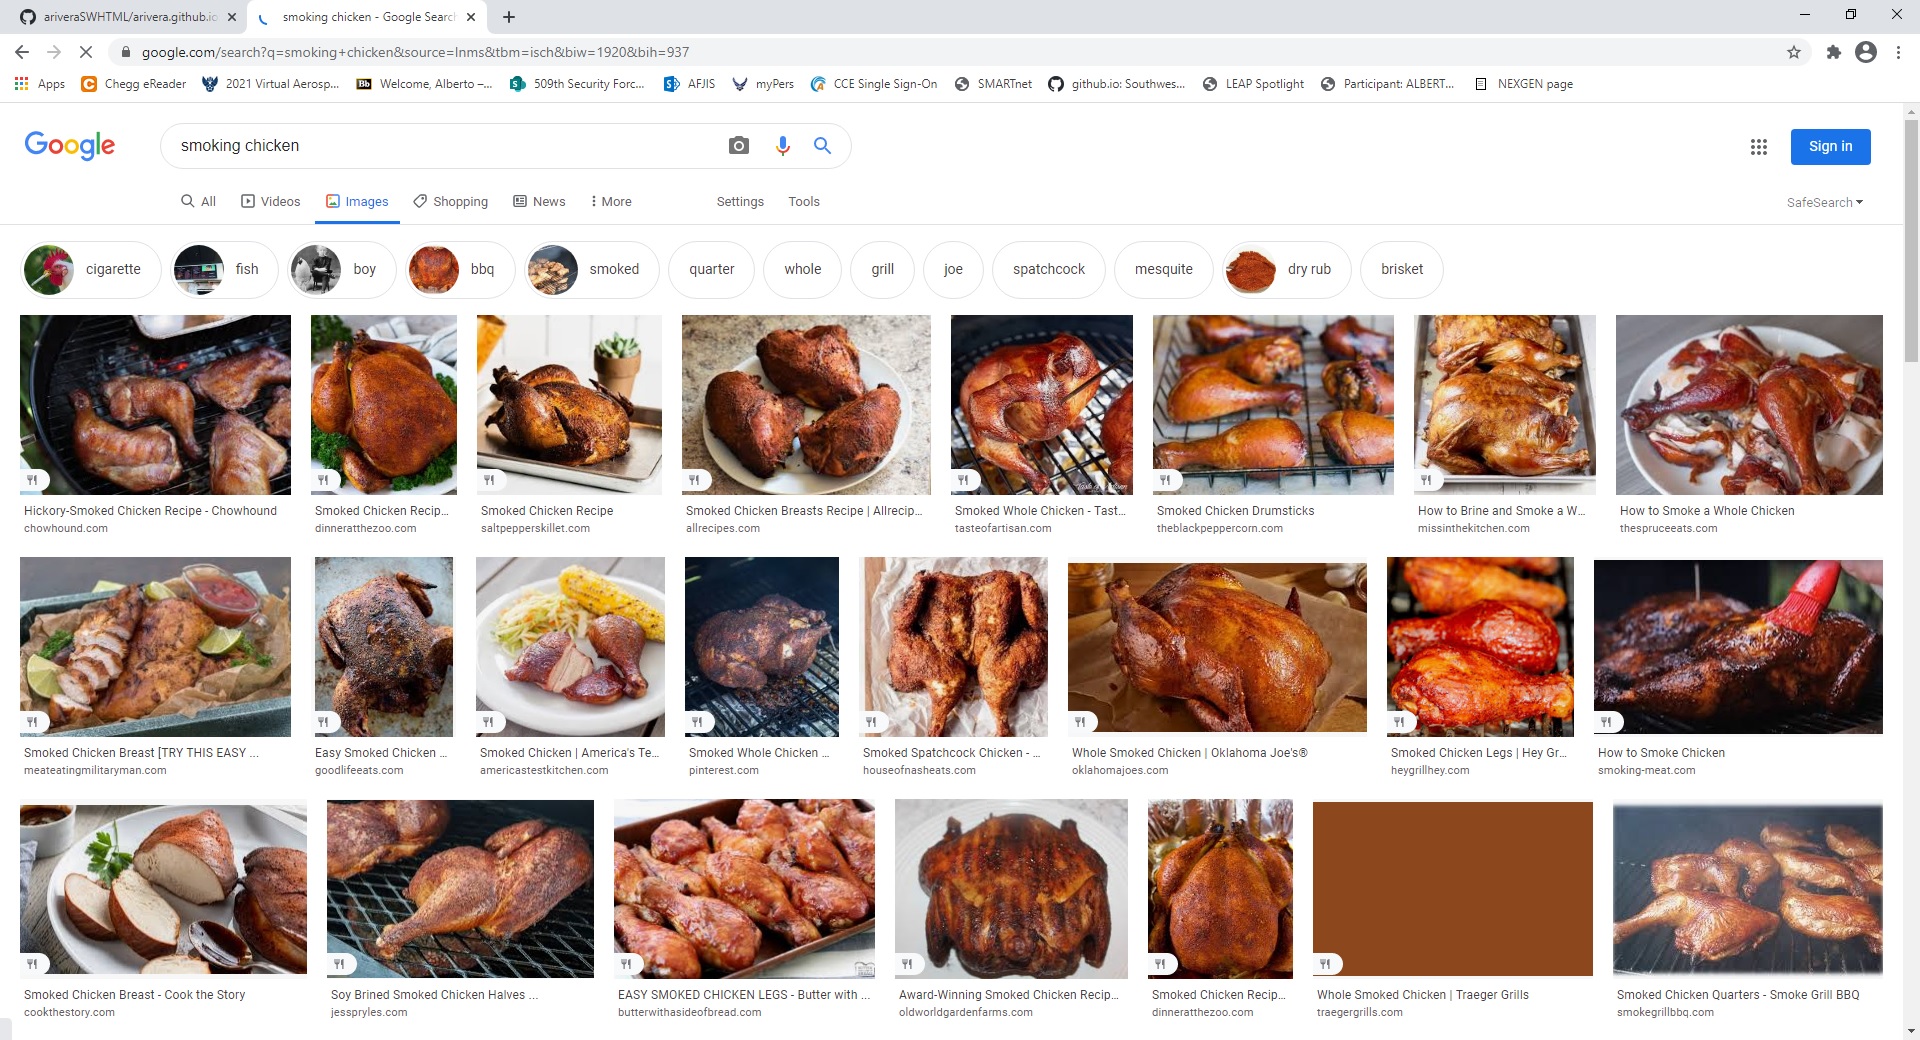 ariveraSWHTML/arivera.github.io
smoking chicken - Google Search
google.com/search?q=smoking+chicken&source=lnms&tbm=isch&biw=1920&bih=937
Apps Chegg eReader 2021 Virtual Aerosp... Bb Welcome, Alberto –... 509th Security Forc... AFJIS myPers CCE Single Sign-On SMARTnet github.io: Southwes... LEAP Spotlight Participant: ALBERT... NEXGEN page
Google smoking chicken Sign in
All Videos Images Shopping News More Settings Tools SafeSearch
cigarette fish boy bbq smoked quarter whole grill joe spatchcock mesquite dry rub brisket
Hickory-Smoked Chicken Recipe - Chowhound
chowhound.com
Smoked Chicken Recip...
dinneratthezoo.com
Smoked Chicken Recipe
saltpepperskillet.com
Smoked Chicken Breasts Recipe | Allrecip...
allrecipes.com
Smoked Whole Chicken - Tast...
tasteofartisan.com
Smoked Chicken Drumsticks
theblackpeppercorn.com
How to Brine and Smoke a W...
missinthekitchen.com
How to Smoke a Whole Chicken
thespruceeats.com
Smoked Chicken Breast [TRY THIS EASY ...
meateatingmilitaryman.com
Easy Smoked Chicken ...
goodlifeeats.com
Smoked Chicken | America's Te...
americastestkitchen.com
Smoked Whole Chicken ...
pinterest.com
Smoked Spatchcock Chicken - ...
houseofnasheats.com
Whole Smoked Chicken | Oklahoma Joe's®
oklahomajoes.com
Smoked Chicken Legs | Hey Gr...
heygrillhey.com
How to Smoke Chicken
smoking-meat.com
Smoked Chicken Breast - Cook the Story
cookthestory.com
Soy Brined Smoked Chicken Halves ...
jesspryles.com
EASY SMOKED CHICKEN LEGS - Butter with ...
butterwithasideofbread.com
Award-Winning Smoked Chicken Recip...
oldworldgardenfarms.com
Smoked Chicken Recip...
dinneratthezoo.com
Whole Smoked Chicken | Traeger Grills
traegergrills.com
Smoked Chicken Quarters - Smoke Grill BBQ
smokegrillbbq.com